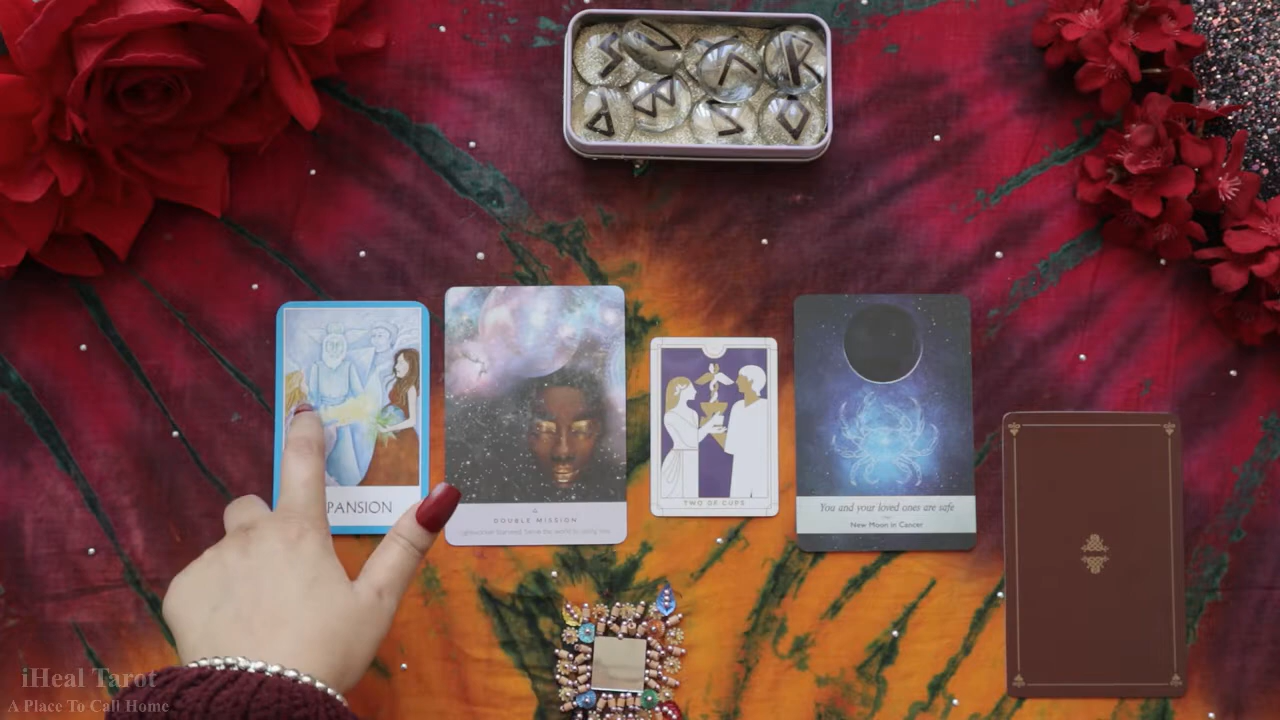 PANSION
DOUBLE MISSION
TWO OF CUPS
You and your loved ones are safe
New Moon in Cancer
iHeal Tarot
A Place To Call Home